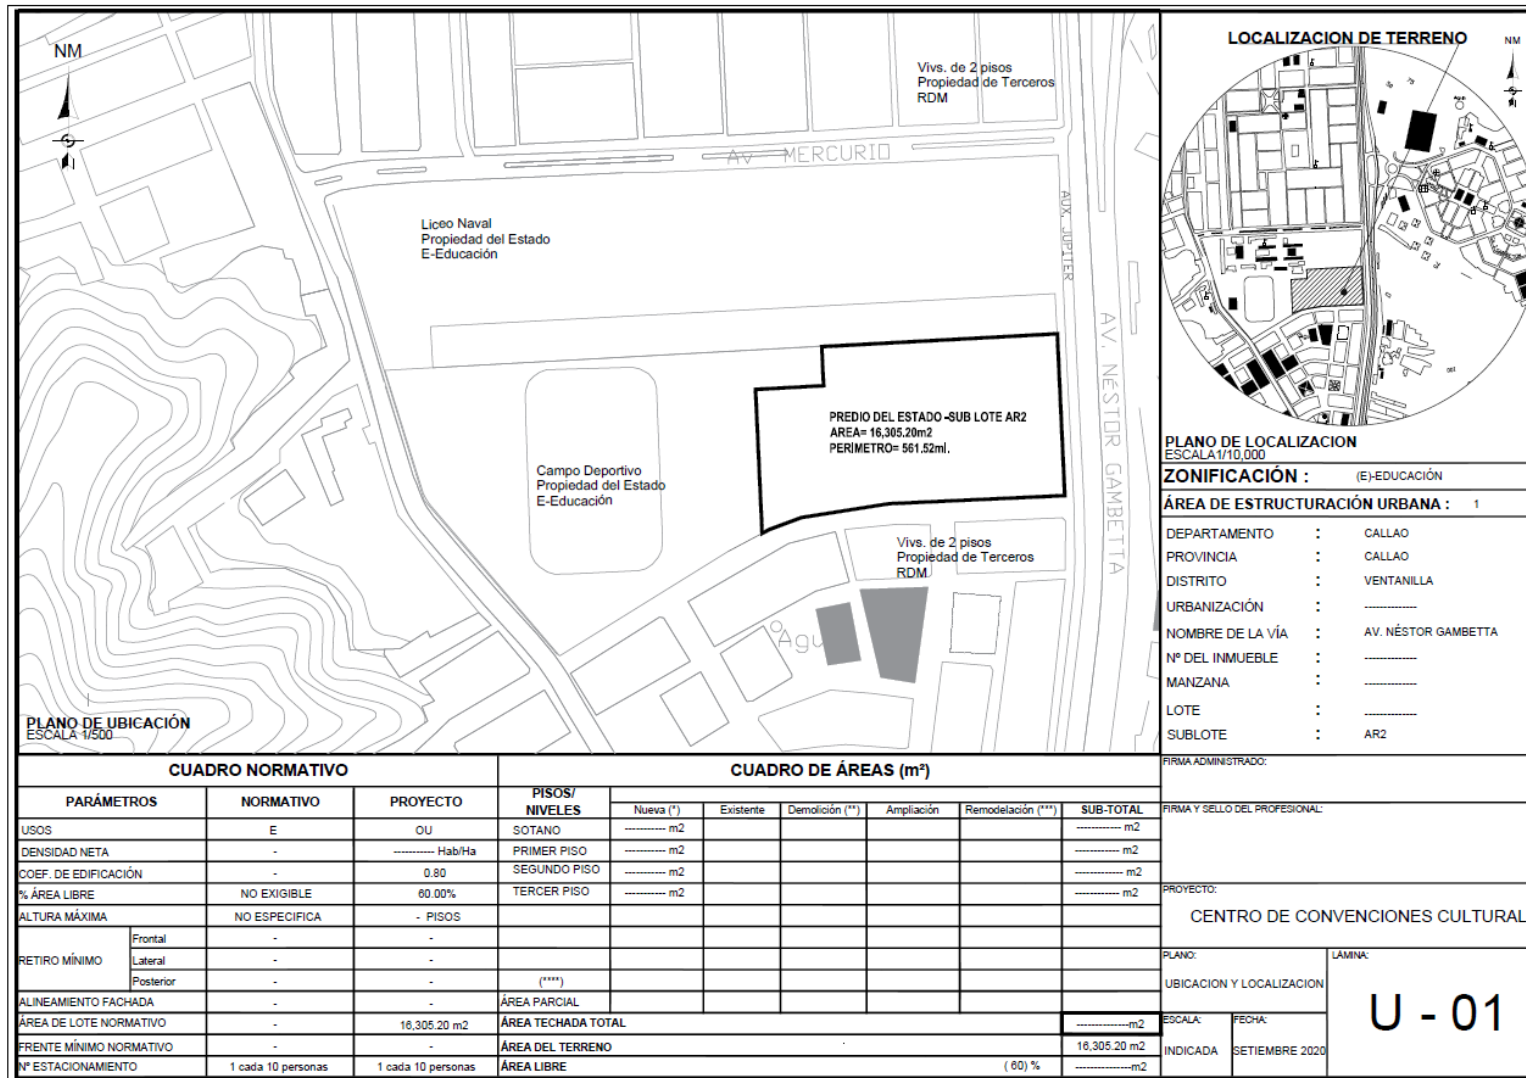 NM
Vivs. de 2 pisos
Propiedad de Terceros
RDM
Av MERCURIO
AUX. JUPITER
Liceo Naval
Propiedad del Estado
E-Educación
AV. NÉSTOR GAMBETTA
PREDIO DEL ESTADO -SUB LOTE AR2
AREA= 16,305.20m2
PERIMETRO= 561.52ml.
Campo Deportivo
Propiedad del Estado
E-Educación
Vivs. de 2 pisos
Propiedad de Terceros
RDM
Agu
PLANO DE UBICACIÓN
ESCALA 1/500
LOCALIZACION DE TERRENO
NM
PLANO DE LOCALIZACION
ESCALA1/10,000
ZONIFICACIÓN : (E)-EDUCACIÓN
ÁREA DE ESTRUCTURACIÓN URBANA : 1
DEPARTAMENTO : CALLAO
PROVINCIA : CALLAO
DISTRITO : VENTANILLA
URBANIZACIÓN : -------------
NOMBRE DE LA VÍA : AV. NÉSTOR GAMBETTA
Nº DEL INMUEBLE : -------------
MANZANA : -------------
LOTE : -------------
SUBLOTE : AR2
CUADRO NORMATIVO
PARÁMETROS NORMATIVO PROYECTO
USOS E OU
DENSIDAD NETA - ---------- Hab/Ha
COEF. DE EDIFICACIÓN - 0.80
% ÁREA LIBRE NO EXIGIBLE 60.00%
ALTURA MÁXIMA NO ESPECIFICA - PISOS
RETIRO MÍNIMO
Frontal - -
Lateral - -
Posterior - -
ALINEAMIENTO FACHADA - -
ÁREA DE LOTE NORMATIVO - 16,305.20 m2
FRENTE MÍNIMO NORMATIVO - -
Nº ESTACIONAMIENTO 1 cada 10 personas 1 cada 10 personas
CUADRO DE ÁREAS (m²)
PISOS/
NIVELES Nueva (*) Existente Demolición (**) Ampliación Remodelación (***) SUB-TOTAL
SOTANO ----------- m2 ----------- m2
PRIMER PISO ----------- m2 ----------- m2
SEGUNDO PISO ----------- m2 ----------- m2
TERCER PISO ----------- m2 ----------- m2
(****)
ÁREA PARCIAL
ÁREA TECHADA TOTAL --------------m2
ÁREA DEL TERRENO 16,305.20 m2
ÁREA LIBRE ( 60) % --------------m2
FIRMA ADMINISTRADO:
FIRMA Y SELLO DEL PROFESIONAL:
PROYECTO:
CENTRO DE CONVENCIONES CULTURAL
PLANO:
UBICACION Y LOCALIZACION
LÁMINA:
U - 01
ESCALA:
INDICADA
FECHA:
SETIEMBRE 2020